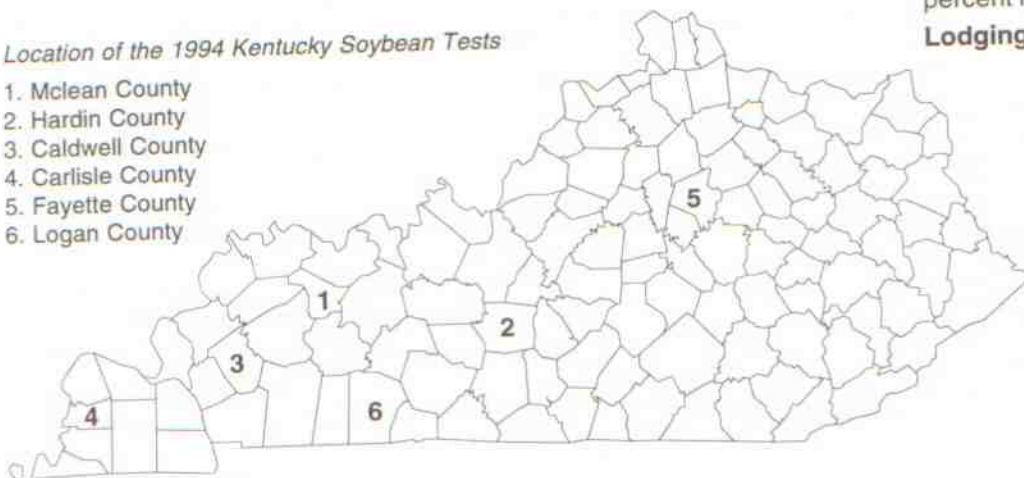 Location of the 1994 Kentucky Soybean Tests
1. Mclean County
2. Hardin County
3. Caldwell County
4. Carlisle County
5. Fayette County
6. Logan County
Lodging
5
1
2
3
4
6